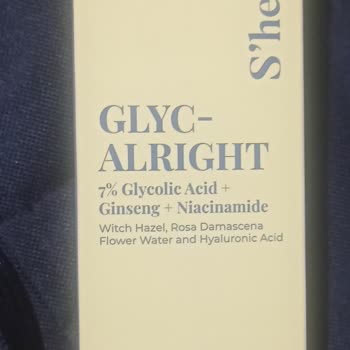 S'he
GLYC-
ALRIGHT
7% Glycolic Acid +
Ginseng + Niacinamide
Witch Hazel, Rosa Damascena
Flower Water and Hyaluronic Acid